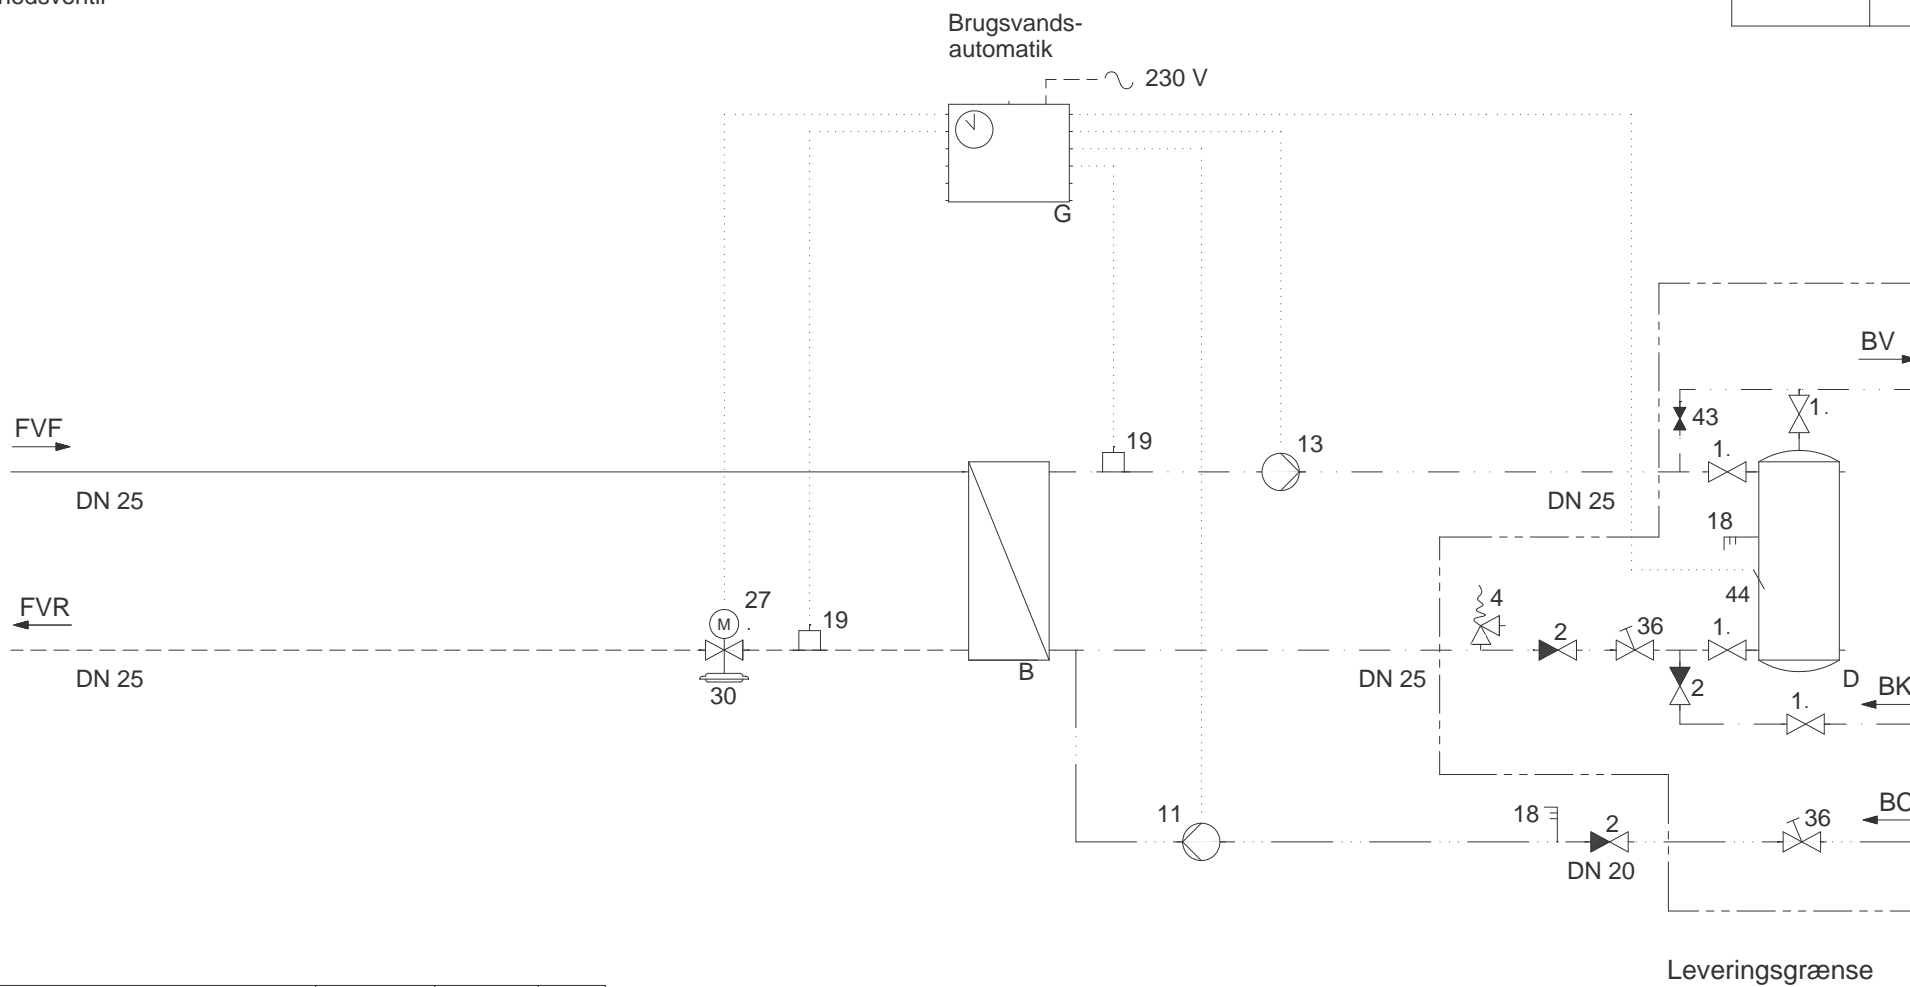 Brugsvands-
automatik
230 V
G
BV
43
1.
FVF
19
13
1.
DN 25
DN 25
18
44
FVR
27
M
19
4
2
36
1.
DN 25
30
B
DN 25
2
D
BK
1.
11
18
2
36
DN 20
Leveringsgrænse